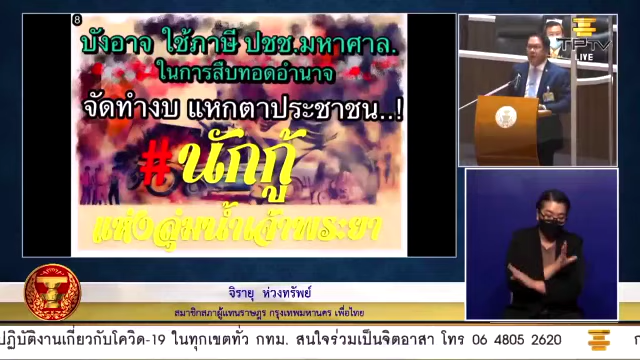 8
บังอาจ ใช้ภาษี ปชช.มหาศาล.
ในการสืบทอดอำนาจ
จัดทำงบ แหกตาประชาชน..!
#นักกู้
แห่งลุ่มน้ำเจ้าพระยา
TPTV
LIVE
จิรายุ ห่วงทรัพย์
สมาชิกสภาผู้แทนราษฎร กรุงเทพมหานคร เพื่อไทย
ปฏิบัติงานเกี่ยวกับโควิด-19 ในทุกเขตทั่ว กทม. สนใจร่วมเป็นจิตอาสา โทร 06 4805 2620